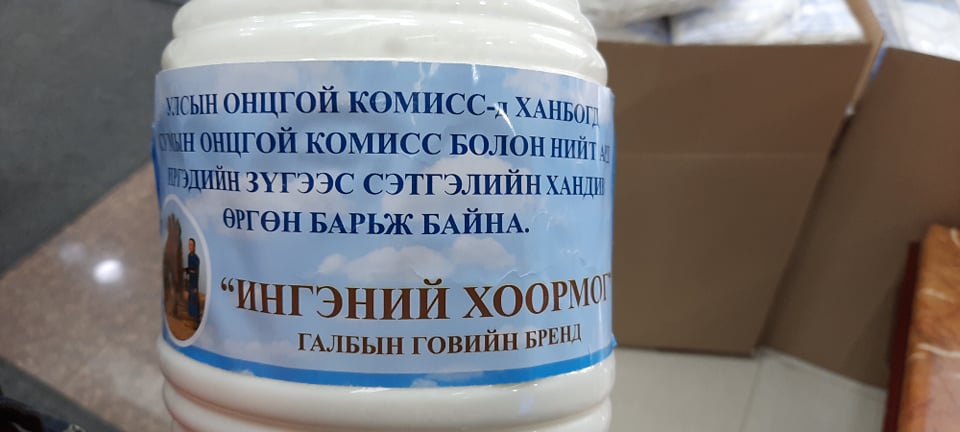 УЛСЫН ОНЦГОЙ КОМИСС-д ХАНБОГД
СУМЫН ОНЦГОЙ КОМИСС БОЛОН НИЙТ
ИРГЭДИЙН ЗҮГЭЭС СЭТГЭЛИЙН ХАНДИВ
ӨРГӨН БАРЬЖ БАЙНА.
“ИНГЭНИЙ ХООРМОГ”
ГАЛБЫН ГОВИЙН БРЕНД